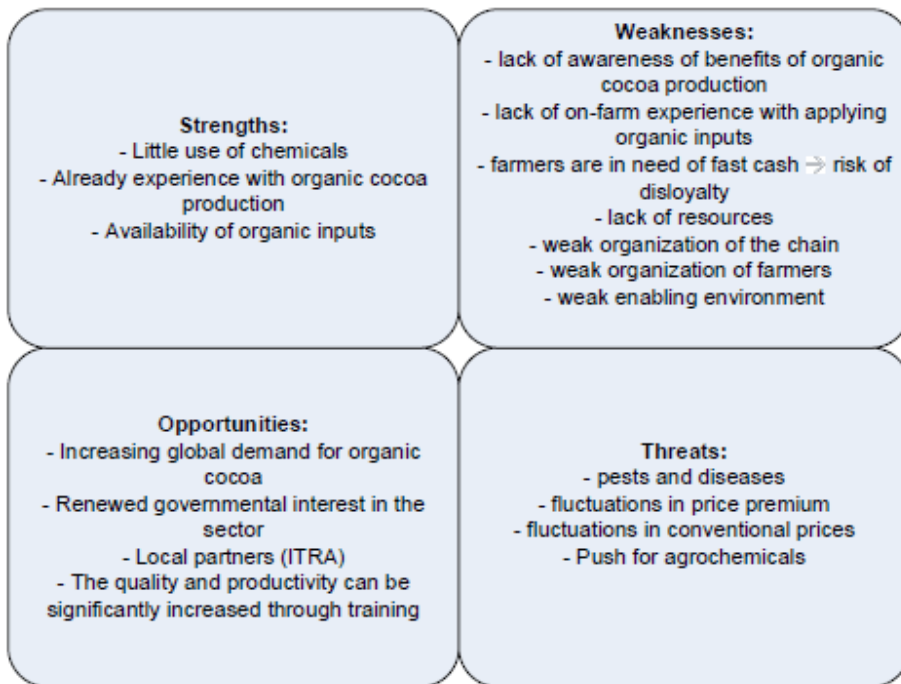 Strengths:
- Little use of chemicals
- Already experience with organic cocoa
production
- Availability of organic inputs
Weaknesses:
- lack of awareness of benefits of organic
cocoa production
- lack of on-farm experience with applying
organic inputs
- farmers are in need of fast cash → risk of
disloyalty
- lack of resources
- weak organization of the chain
- weak organization of farmers
- weak enabling environment
Opportunities:
- Increasing global demand for organic
cocoa
- Renewed governmental interest in the
sector
- Local partners (ITRA)
- The quality and productivity can be
significantly increased through training
Threats:
- pests and diseases
- fluctuations in price premium
- fluctuations in conventional prices
- Push for agrochemicals